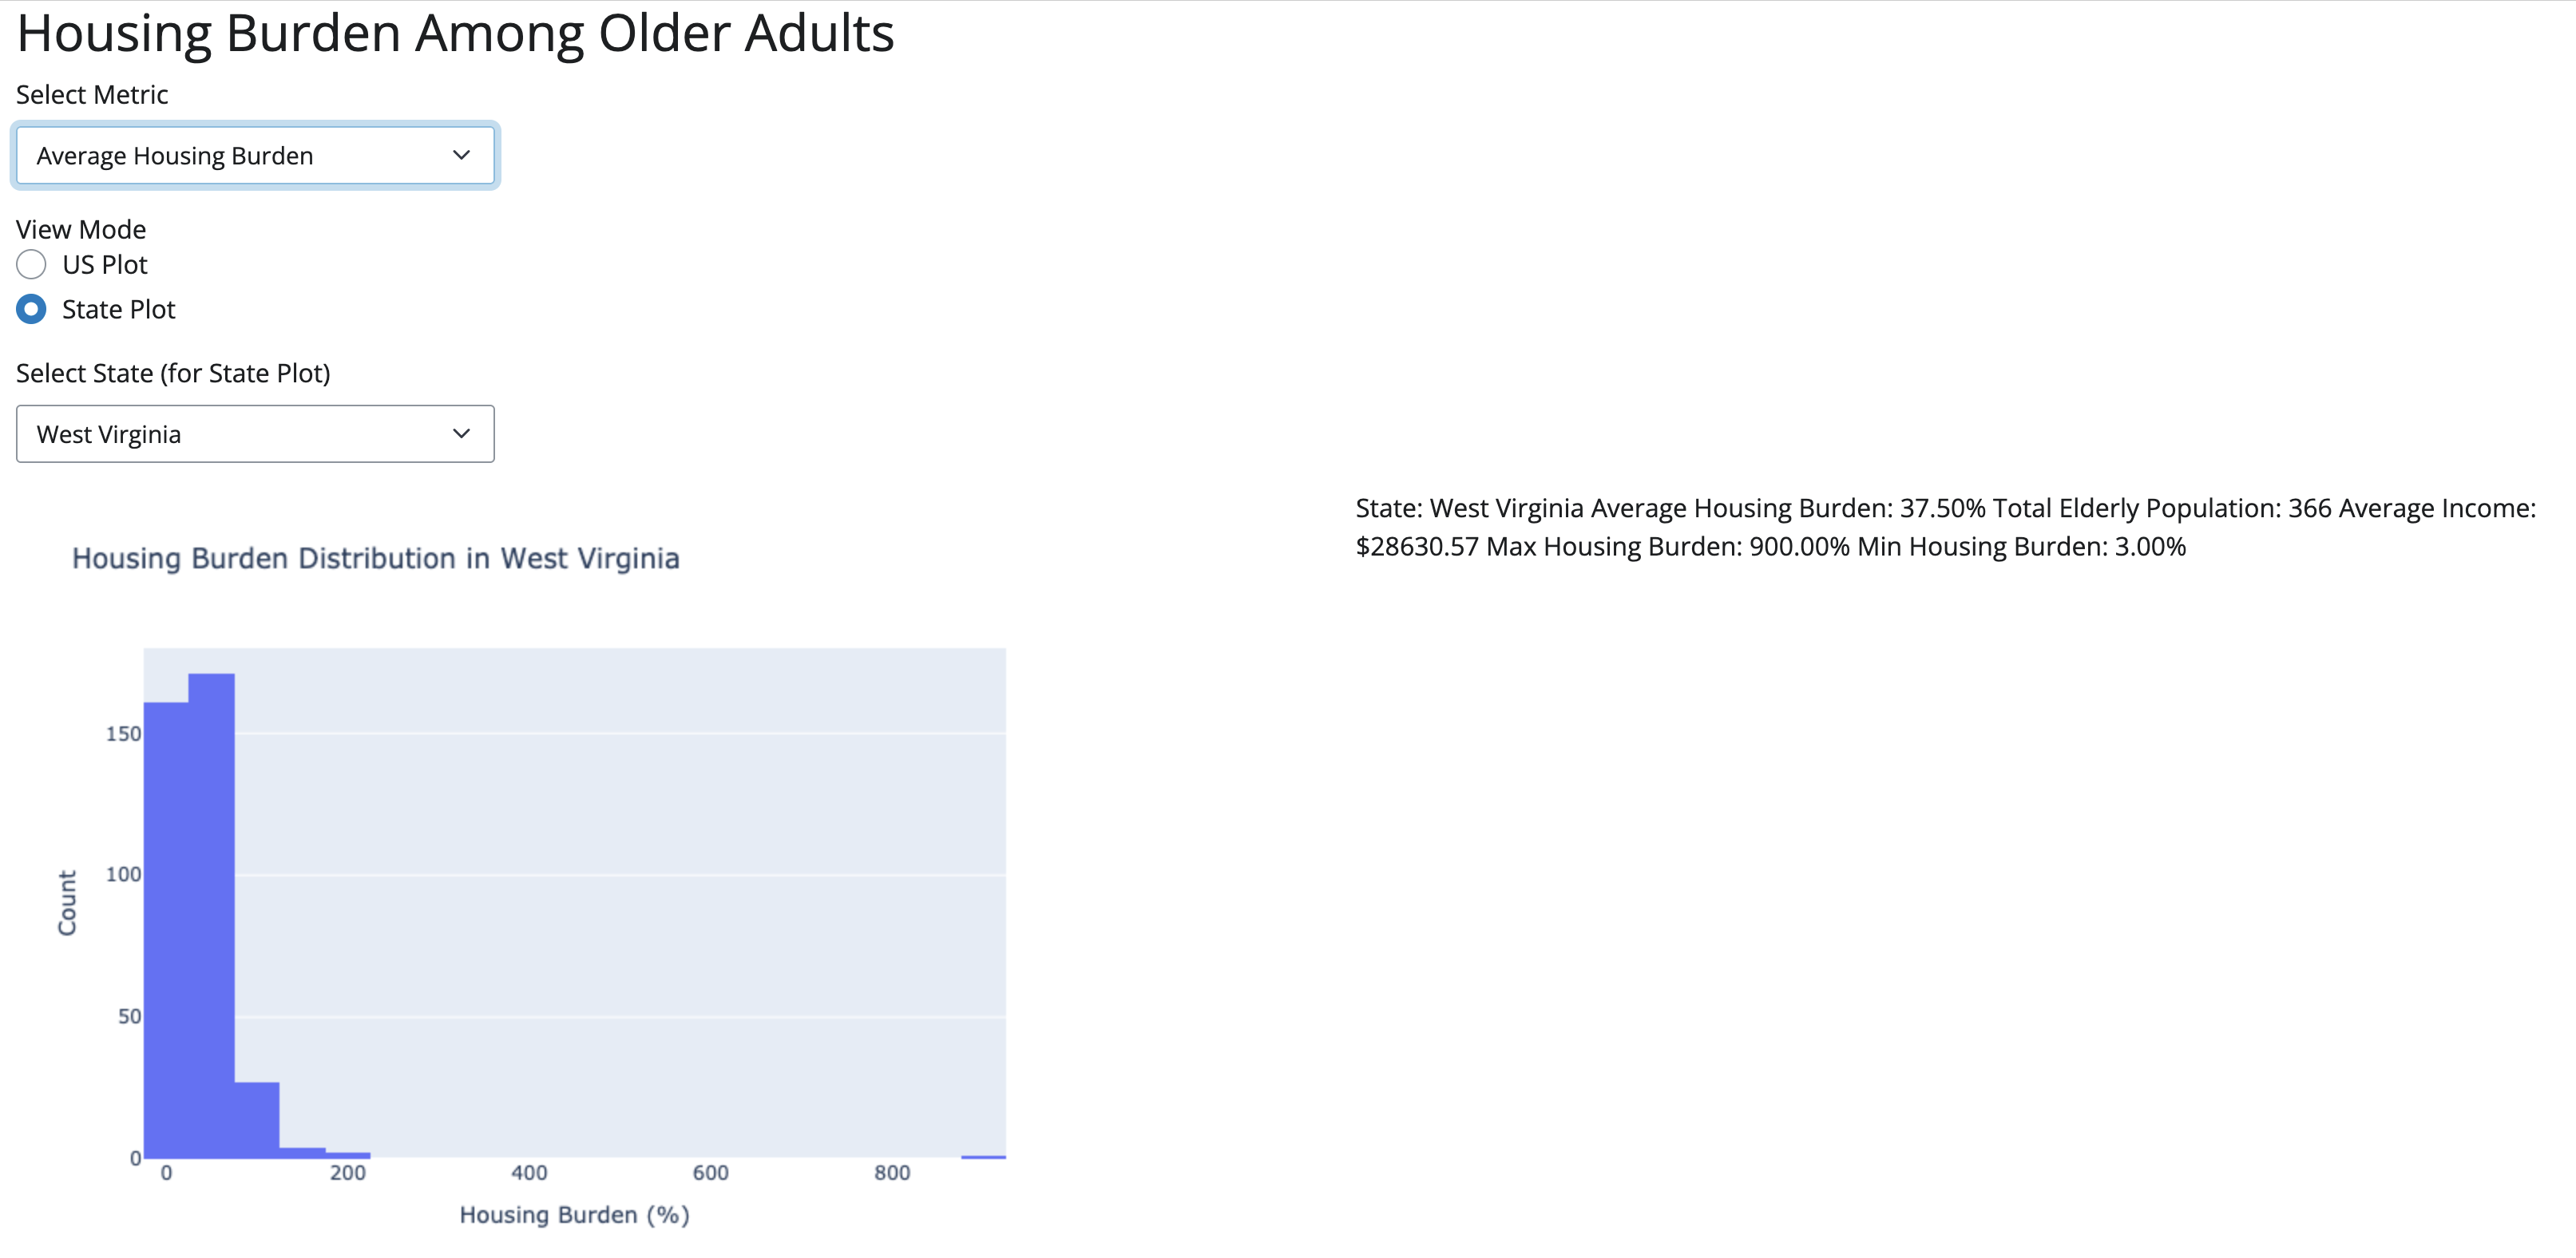 Housing Burden Among Older Adults
Select Metric
Average Housing Burden
View Mode
US Plot
State Plot
Select State (for State Plot)
West Virginia
State: West Virginia Average Housing Burden: 37.50% Total Elderly Population: 366 Average Income:
$28630.57 Max Housing Burden: 900.00% Min Housing Burden: 3.00%
Housing Burden Distribution in West Virginia
150
100
50
0
Count
0 200 400 600 800
Housing Burden (%)